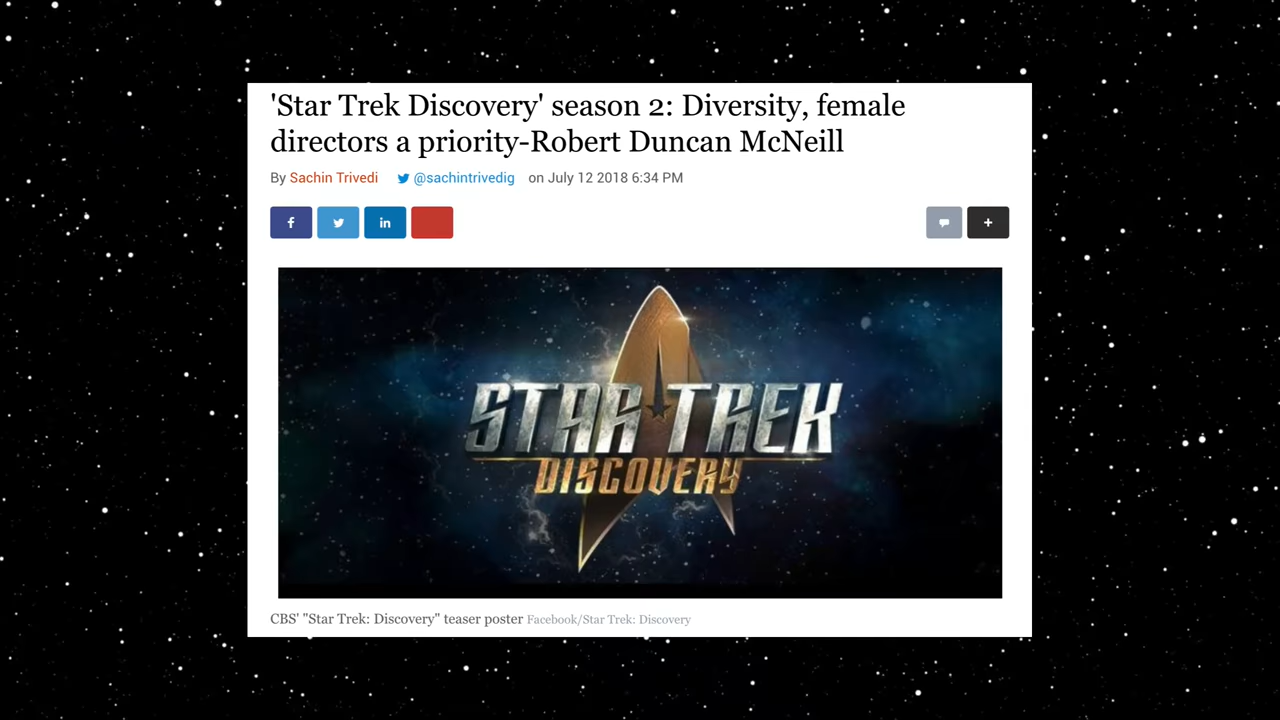 'Star Trek Discovery' season 2: Diversity, female
directors a priority-Robert Duncan McNeill
By Sachin Trivedi @sachintrivedig on July 12 2018 6:34 PM
f in +
STAR TREK
DISCOVERY
CBS' "Star Trek: Discovery" teaser poster Facebook/Star Trek: Discovery